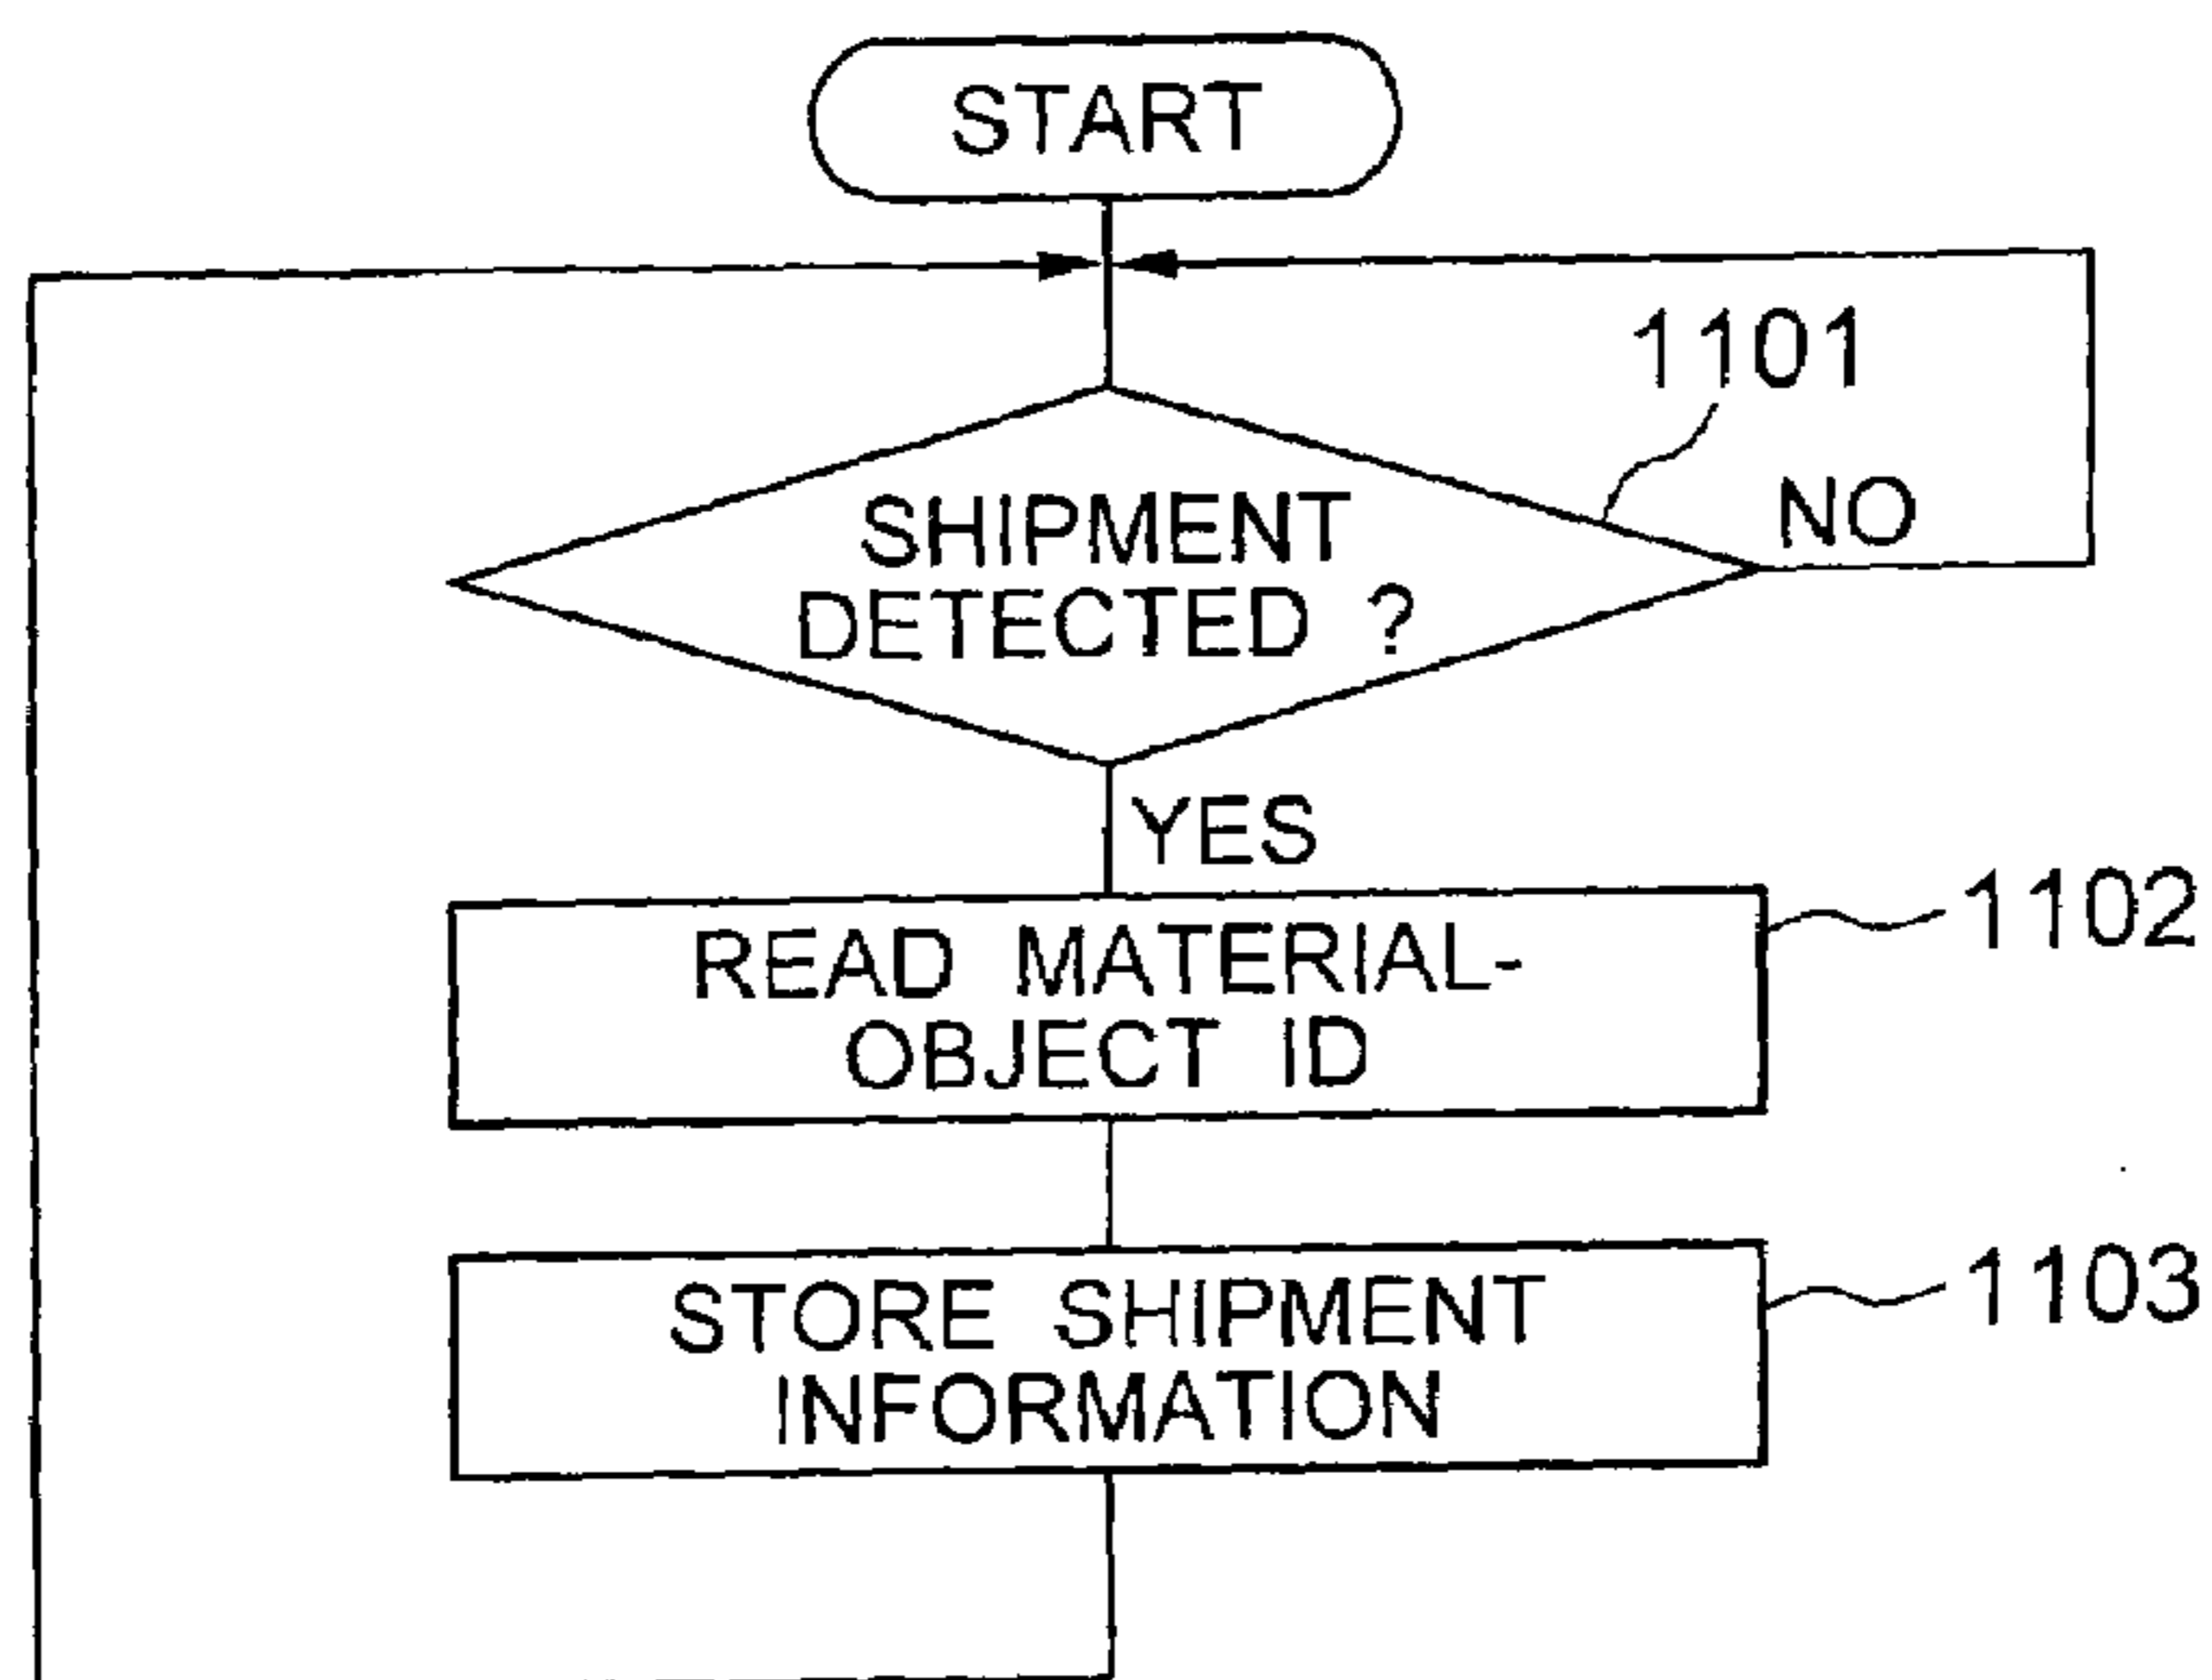 START
1101
SHIPMENT
DETECTED ?
NO
YES
READ MATERIAL-
OBJECT ID
1102
STORE SHIPMENT
INFORMATION
1103